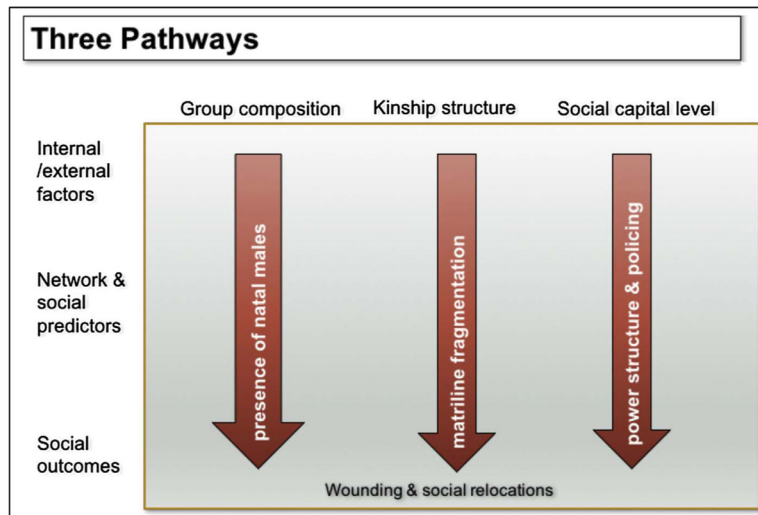 Three Pathways
Group composition
Kinship structure
Social capital level
Internal
/external
factors
Network &
social
predictors
Social
outcomes
presence of natal males
matriline fragmentation
power structure & policing
Wounding & social relocations